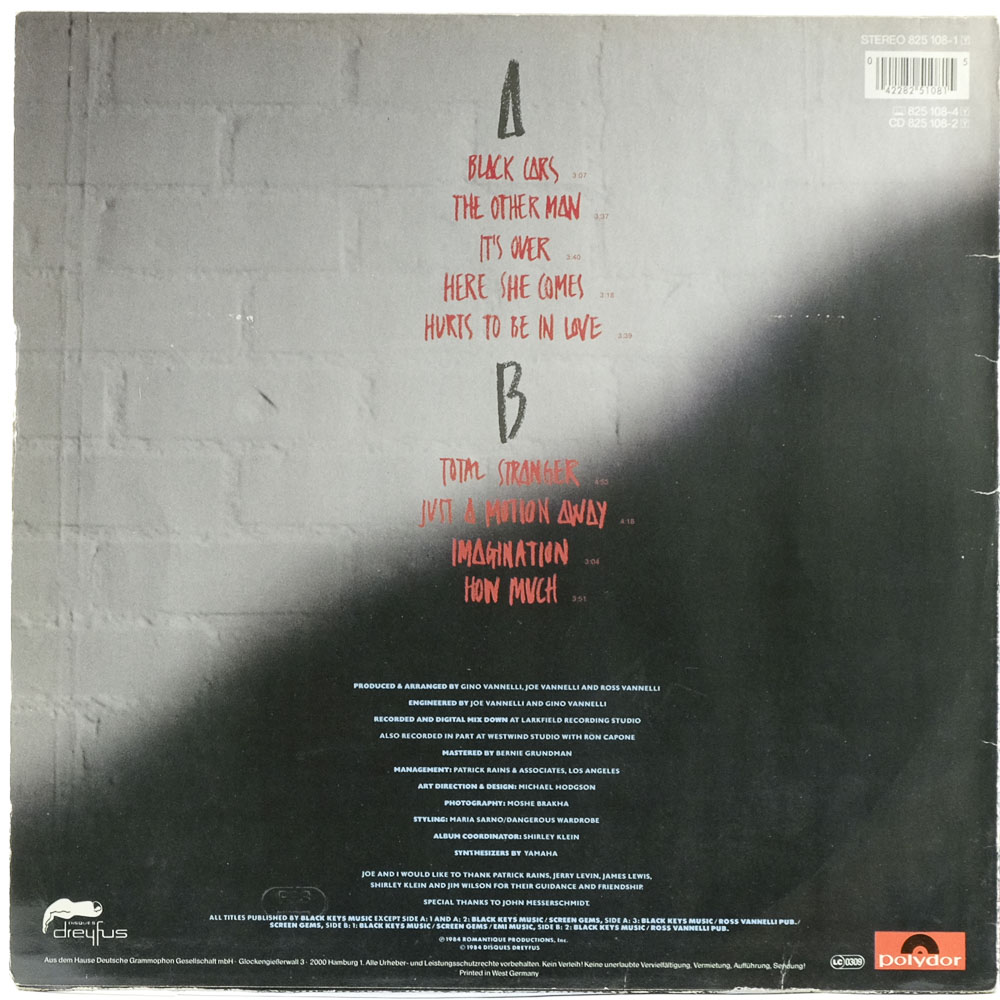 STEREO 825 108-1
0 42282 51081 5
825 108-4
CD 825 108-2
A
BLACK CARS 3:07
THE OTHER MAN 3:37
IT'S OVER 3:40
HERE SHE COMES 3:18
HURTS TO BE IN LOVE 3:39
B
TOTAL STRANGER 4:53
JUST A MOTION AWAY 4:18
IMAGINATION 3:04
HOW MUCH 3:51
PRODUCED & ARRANGED BY GINO VANNELLI, JOE VANNELLI AND ROSS VANNELLI
ENGINEERED BY JOE VANNELLI AND GINO VANNELLI
RECORDED AND DIGITAL MIX DOWN AT LARKFIELD RECORDING STUDIO
ALSO RECORDED IN PART AT WESTWIND STUDIO WITH RON CAPONE
MASTERED BY BERNIE GRUNDMAN
MANAGEMENT: PATRICK RAINS & ASSOCIATES, LOS ANGELES
ART DIRECTION & DESIGN: MICHAEL HODGSON
PHOTOGRAPHY: MOSHE BRAKHA
STYLING: MARIA SARNO/DANGEROUS WARDROBE
ALBUM COORDINATOR: SHIRLEY KLEIN
SYNTHESIZERS BY YAMAHA
JOE AND I WOULD LIKE TO THANK PATRICK RAINS, JERRY LEVIN, JAMES LEWIS,
SHIRLEY KLEIN AND JIM WILSON FOR THEIR GUIDANCE AND FRIENDSHIP.
SPECIAL THANKS TO JOHN MESSERSCHMIDT.
ALL TITLES PUBLISHED BY BLACK KEYS MUSIC EXCEPT SIDE A: 1 AND A: 2: BLACK KEYS MUSIC / SCREEN GEMS, SIDE A: 3: BLACK KEYS MUSIC / ROSS VANNELLI PUB./
SCREEN GEMS, SIDE B: 1: BLACK KEYS MUSIC / SCREEN GEMS / EMI MUSIC, SIDE B: 2: BLACK KEYS MUSIC / ROSS VANNELLI PUB.
℗ 1984 ROMANTIQUE PRODUCTIONS, Inc.
© 1984 DISQUES DREYFUS
DISQUES
dreyfus
Aus dem Hause Deutsche Grammophon Gesellschaft mbH · Glockengießerwall 3 · 2000 Hamburg 1. Alle Urheber- und Leistungsschutzrechte vorbehalten. Kein Verleih! Keine unerlaubte Vervielfältigung, Vermietung, Aufführung, Sendung!
Printed in West Germany
LC 0309
polydor